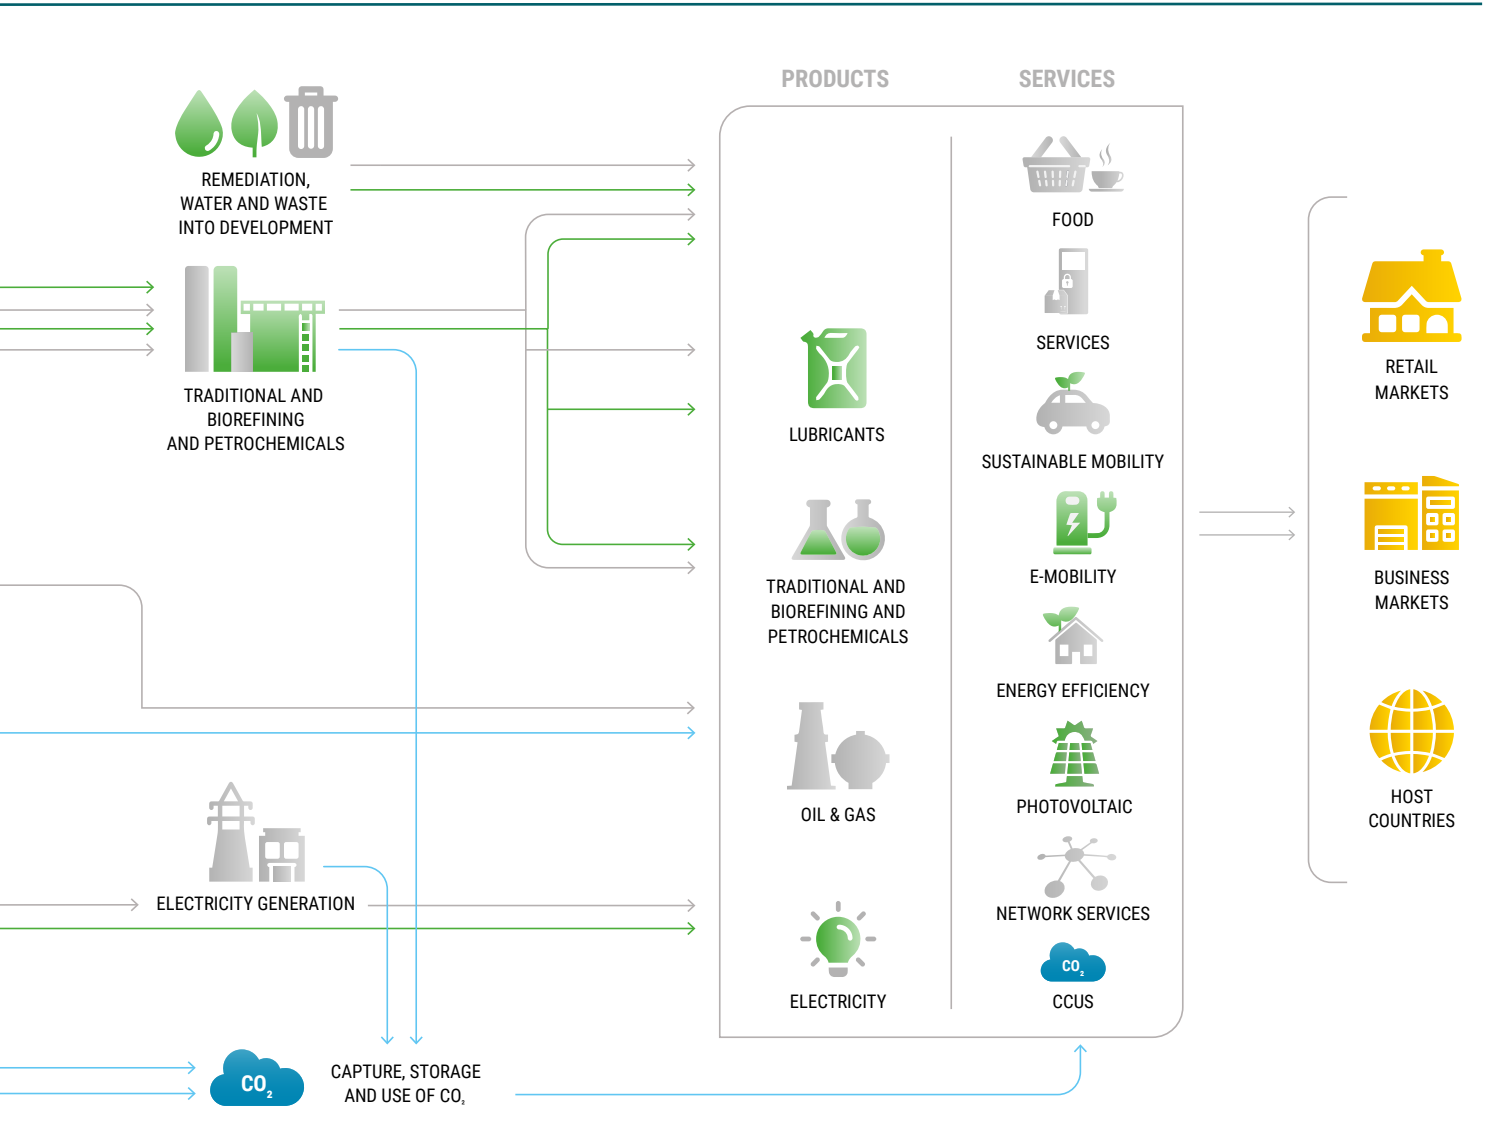 PRODUCTS
SERVICES
REMEDIATION,
WATER AND WASTE
INTO DEVELOPMENT
TRADITIONAL AND
BIOREFINING
AND PETROCHEMICALS
ELECTRICITY GENERATION
CO₂
CAPTURE, STORAGE
AND USE OF CO₂
LUBRICANTS
TRADITIONAL AND
BIOREFINING AND
PETROCHEMICALS
OIL & GAS
ELECTRICITY
FOOD
SERVICES
SUSTAINABLE MOBILITY
E-MOBILITY
ENERGY EFFICIENCY
PHOTOVOLTAIC
NETWORK SERVICES
CO₂
CCUS
RETAIL
MARKETS
BUSINESS
MARKETS
HOST
COUNTRIES